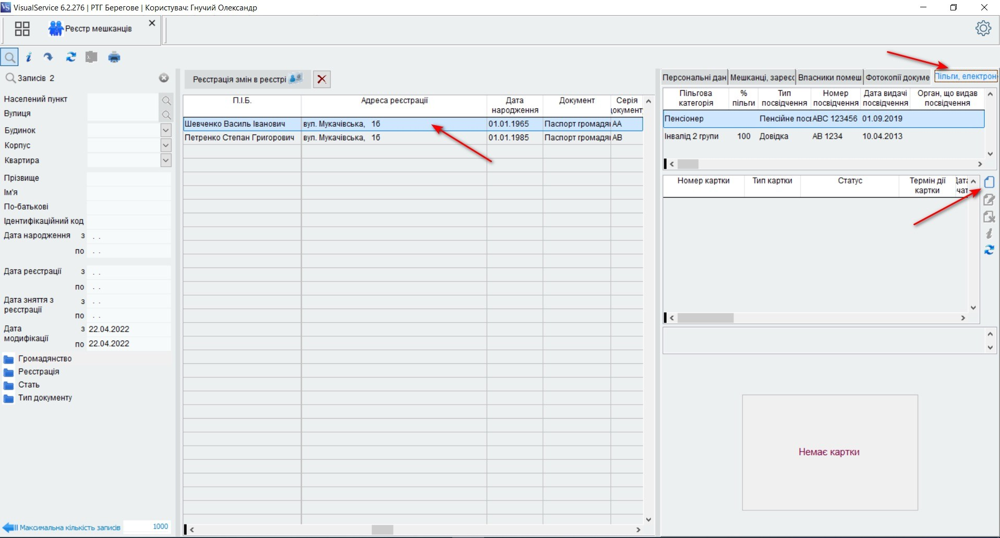 VisualService 6.2.276 | РТГ Берегове | Користувач: Гнучий Олександр
Реєстр мешканців
Записів 2
Населений пункт
Вулиця
Будинок
Корпус
Квартира
Прізвище
Ім'я
По-батькові
Ідентифікаційний код
Дата народження з . .
по . .
Дата реєстрації з . .
по . .
Дата зняття з реєстрації з . .
по . .
Дата модифікації з 22.04.2022
по 22.04.2022
Громадянство
Реєстрація
Стать
Тип документу
Максимальна кількість записів 1000
Реєстрація змін в реєстрі
П.І.Б. Адреса реєстрації Дата народження Документ Серія документ
Шевченко Василь Іванович вул. Мукачівська, 16 01.01.1965 Паспорт громадян АА
Петренко Степан Григорович вул. Мукачівська, 16 01.01.1985 Паспорт громадян АВ
Персональні дан Мешканці, зареєс Власники помеш Фотокопії докуме Пільги, електрон
Пільгова категорія % пільги Тип посвідчення Номер посвідчення Дата видачі посвідчення Орган, що видав посвідчення
Пенсіонер Пенсійне посв АВС 123456 01.09.2019
Інвалід 2 групи 100 Довідка АВ 1234 10.04.2013
Номер картки Тип картки Статус Термін дії картки Дата чат
Немає картки